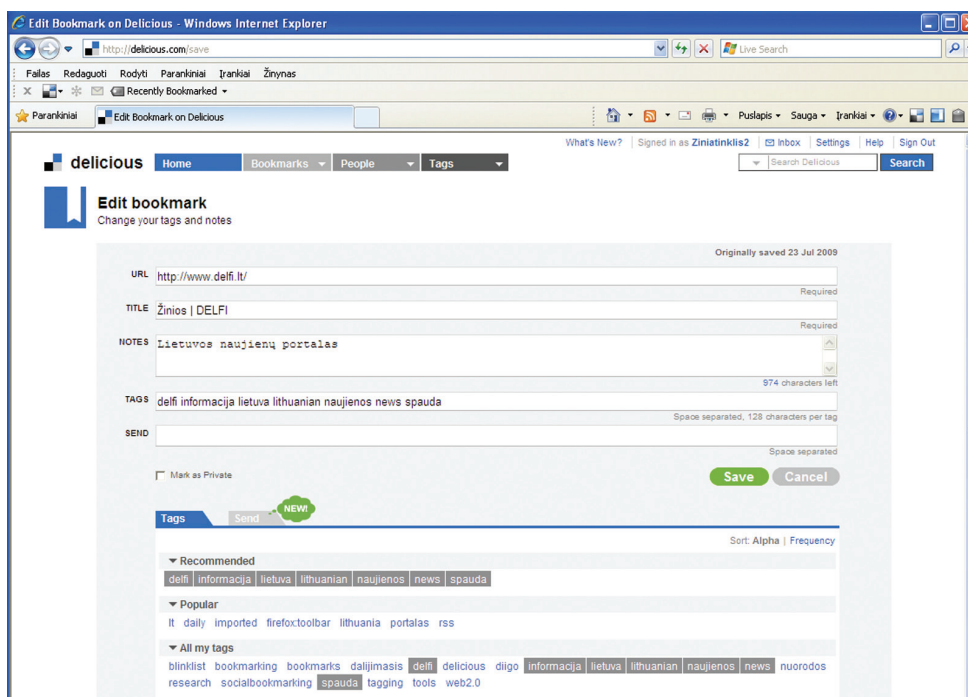 Edit Bookmark on Delicious - Windows Internet Explorer
http://delicious.com/save
Live Search
Failas Redaguoti Rodyti Parankiniai Įrankiai Žinynas
Recently Bookmarked
Parankiniai Edit Bookmark on Delicious Puslapis Sauga Įrankiai
What's New? Signed in as Ziniatinklis2 Inbox Settings Help Sign Out
delicious Home Bookmarks People Tags Search Delicious Search
Edit bookmark
Change your tags and notes
Originally saved 23 Jul 2009
URL http://www.delfi.lt/
Required
TITLE Žinios | DELFI
Required
NOTES Lietuvos naujienų portalas
974 characters left
TAGS delfi informacija lietuva lithuanian naujienos news spauda
Space separated, 128 characters per tag
SEND
Space separated
Mark as Private Save Cancel
NEW!
Tags Send
Sort: Alpha | Frequency
Recommended
delfi informacija lietuva lithuanian naujienos news spauda
Popular
lt daily imported firefox:toolbar lithuania portalas rss
All my tags
blinklist bookmarking bookmarks dalijimasis delfi delicious diigo informacija lietuva lithuanian naujienos news nuorodos
research socialbookmarking spauda tagging tools web2.0